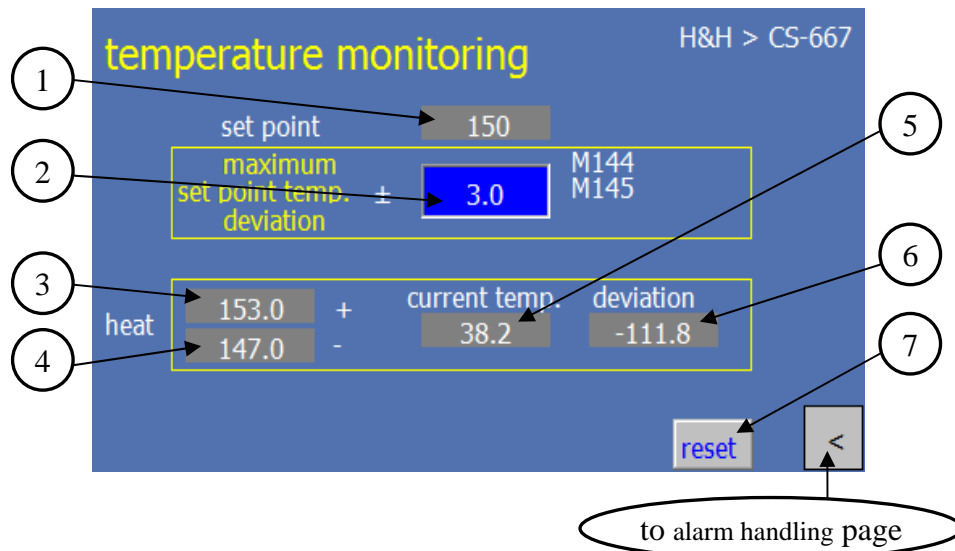 temperature monitoring
H&H > CS-667
1
set point 150
5
2
maximum
set point temp. ± 3.0
deviation
M144
M145
6
3
current temp. deviation
heat 153.0 + 38.2 -111.8
147.0 -
4
7
reset <
to alarm handling page